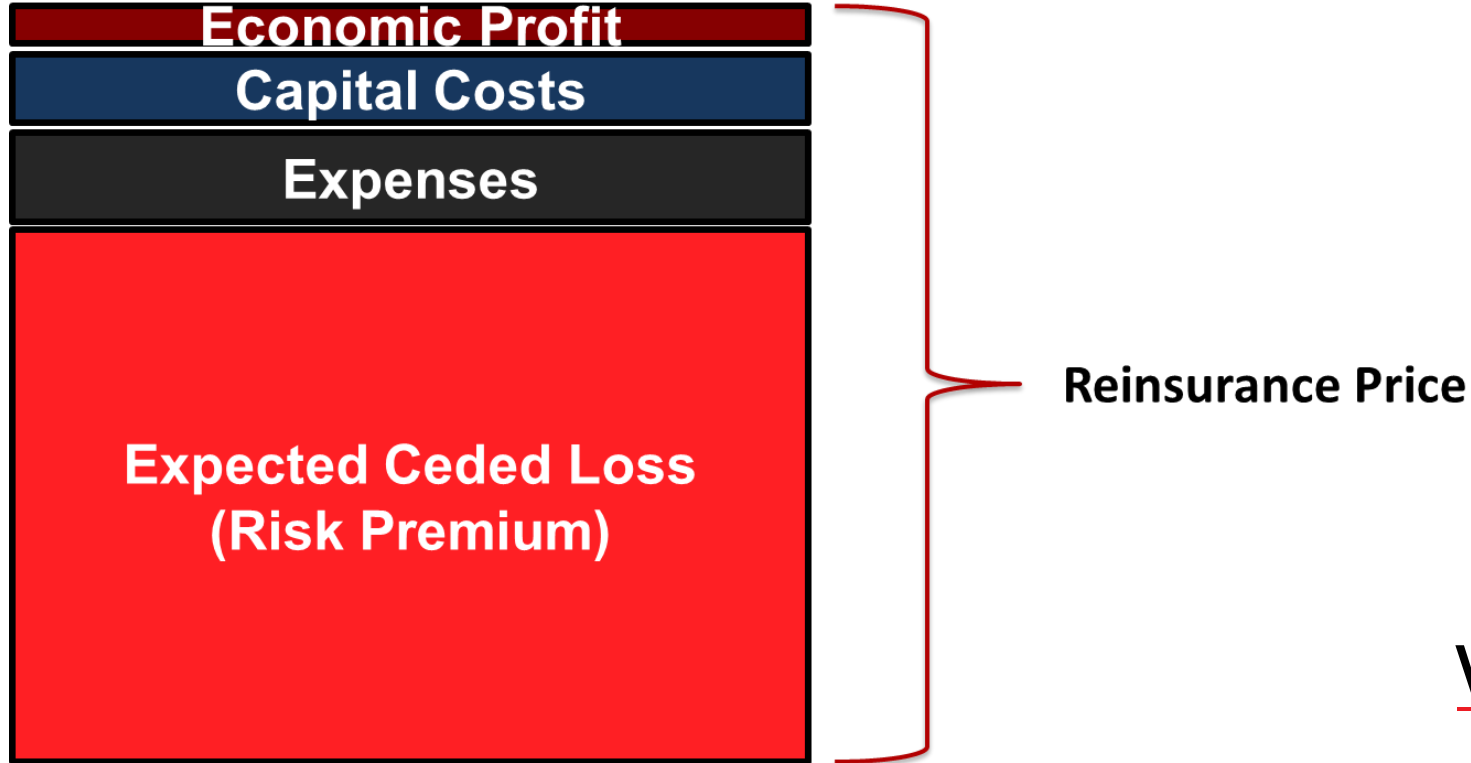 Economic Profit
Capital Costs
Expenses
Expected Ceded Loss
(Risk Premium)
Reinsurance Price